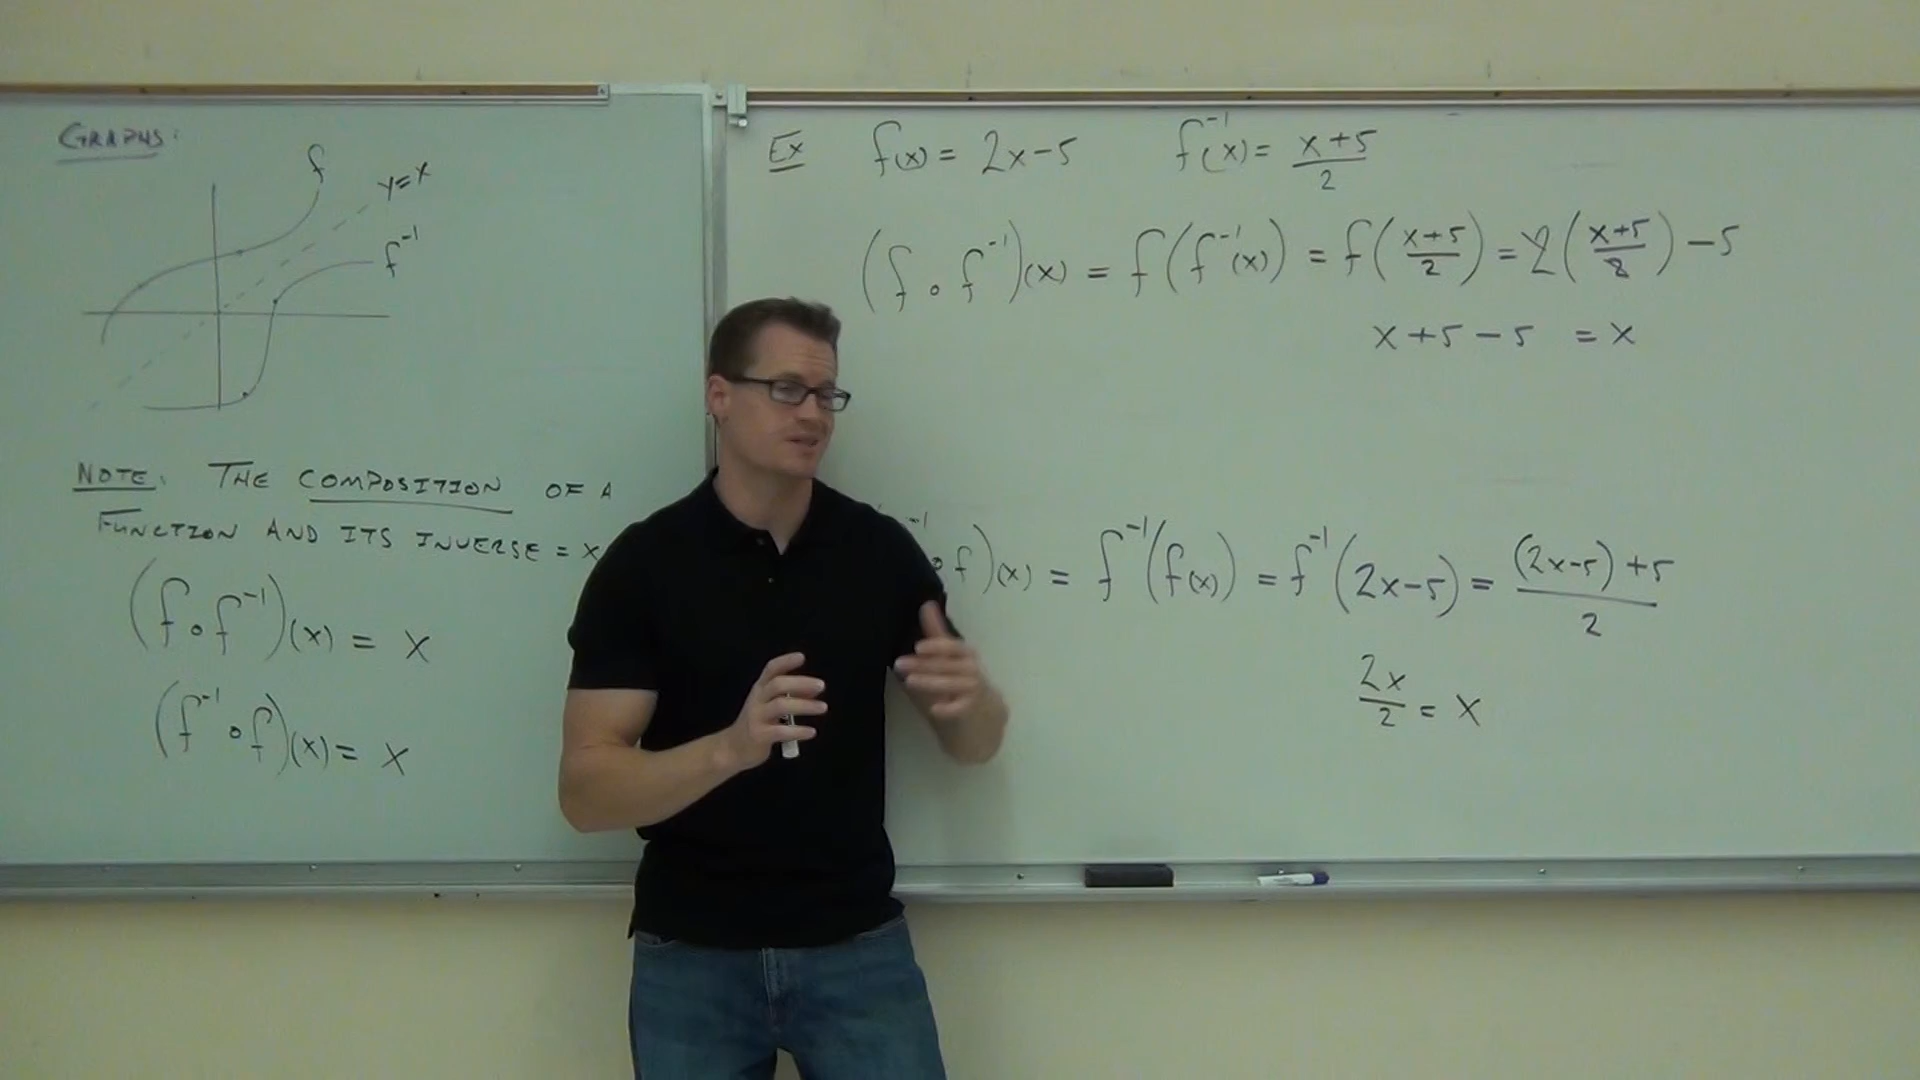 GRAPHS:
f
y=x
f⁻¹
NOTE: THE COMPOSITION OF A
FUNCTION AND ITS INVERSE = X
(f∘f⁻¹)(x) = x
(f⁻¹∘f)(x) = x
Ex f(x) = 2x-5 f⁻¹(x) = (x+5)/2
(f∘f⁻¹)(x) = f(f⁻¹(x)) = f((x+5)/2) = 2((x+5)/2) -5
x+5-5 = x
⁻¹∘f)(x) = f⁻¹(f(x)) = f⁻¹(2x-5) = ((2x-5)+5)/2
2x/2 = x